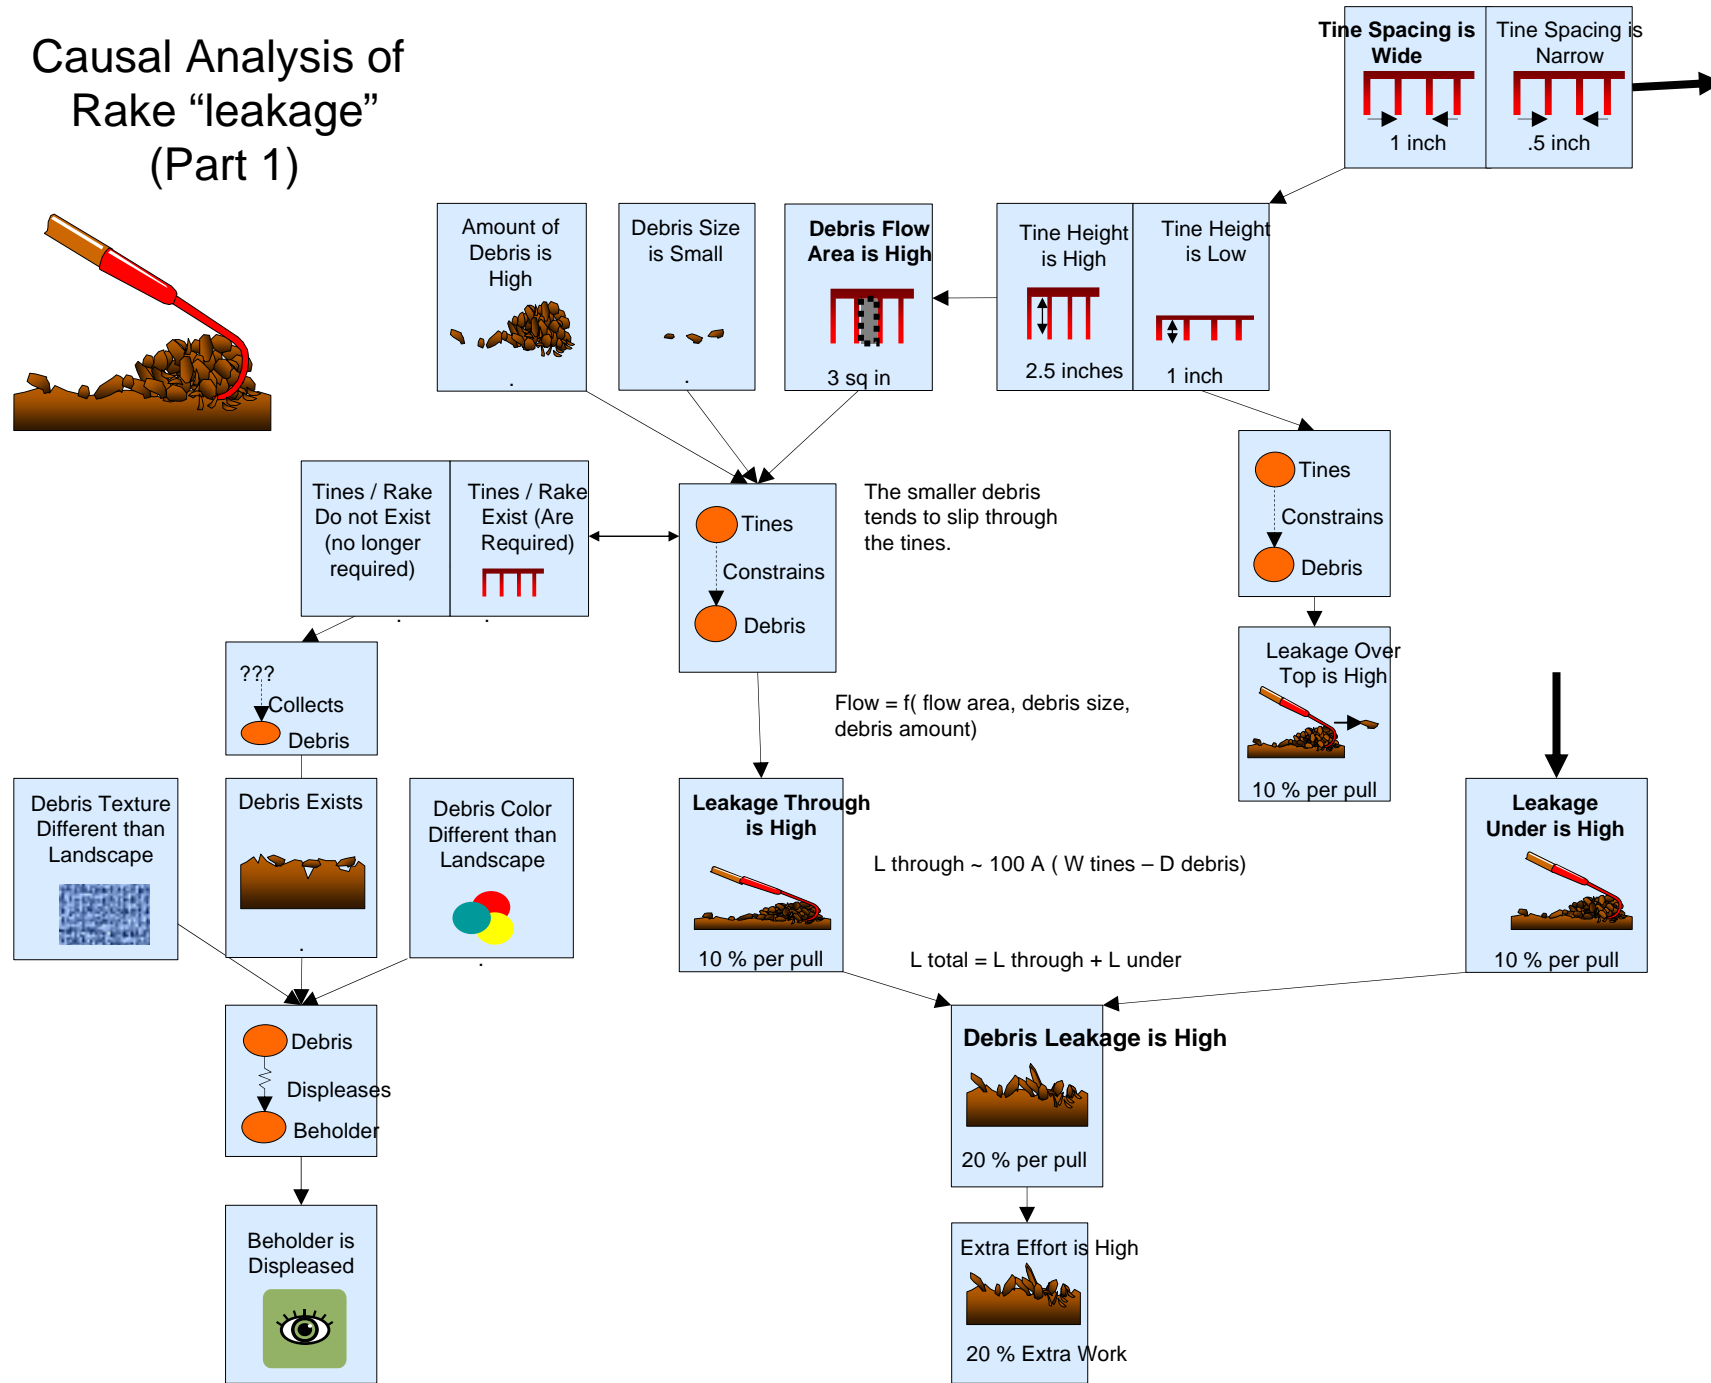 Causal Analysis of
Rake “leakage”
(Part 1)
Tine Spacing is
Wide
1 inch
Tine Spacing is
Narrow
.5 inch
Amount of
Debris is
High
.
Debris Size
is Small
.
Debris Flow
Area is High
3 sq in
Tine Height
is High
2.5 inches
Tine Height
is Low
1 inch
Tines / Rake
Do not Exist
(no longer
required)
.
Tines / Rake
Exist (Are
Required)
.
Tines
Constrains
Debris
The smaller debris
tends to slip through
the tines.
Tines
Constrains
Debris
???
Collects
Debris
Flow = f( flow area, debris size,
debris amount)
Leakage Over
Top is High
10 % per pull
Debris Texture
Different than
Landscape
Debris Exists
.
Debris Color
Different than
Landscape
.
Leakage Through
is High
10 % per pull
L through ~ 100 A ( W tines – D debris)
L total = L through + L under
Leakage
Under is High
10 % per pull
Debris
Displeases
Beholder
Debris Leakage is High
20 % per pull
Beholder is
Displeased
Extra Effort is High
20 % Extra Work